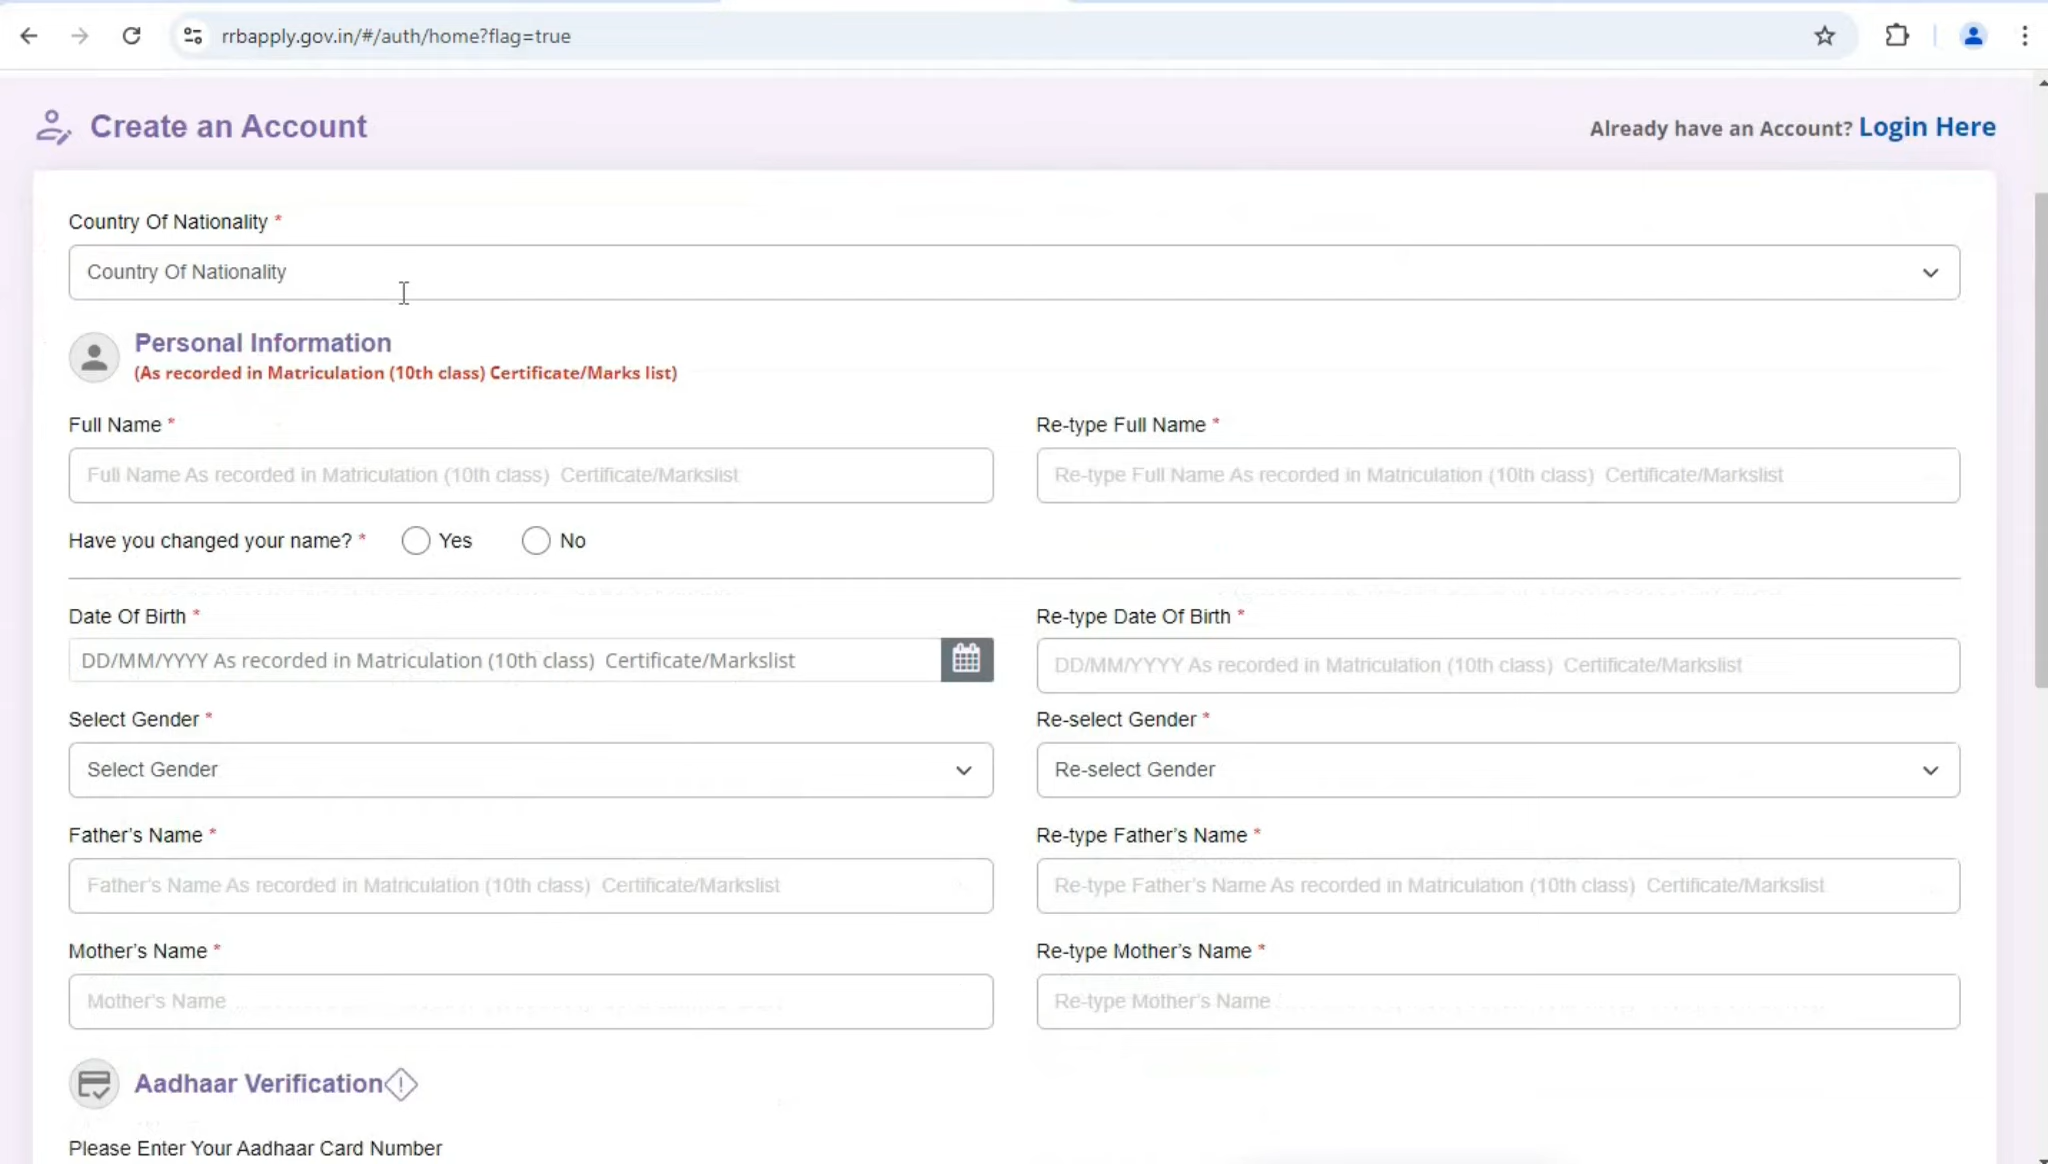 rrbapply.gov.in/#/auth/home?flag=true
Create an Account
Already have an Account? Login Here
Country Of Nationality *
Country Of Nationality
Personal Information
(As recorded in Matriculation (10th class) Certificate/Marks list)
Full Name * Re-type Full Name *
Full Name As recorded in Matriculation (10th class) Certificate/Markslist Re-type Full Name As recorded in Matriculation (10th class) Certificate/Markslist
Have you changed your name? * Yes No
Date Of Birth * Re-type Date Of Birth *
DD/MM/YYYY As recorded in Matriculation (10th class) Certificate/Markslist DD/MM/YYYY As recorded in Matriculation (10th class) Certificate/Markslist
Select Gender * Re-select Gender *
Select Gender Re-select Gender
Father's Name * Re-type Father's Name *
Father's Name As recorded in Matriculation (10th class) Certificate/Markslist Re-type Father's Name As recorded in Matriculation (10th class) Certificate/Markslist
Mother's Name * Re-type Mother's Name *
Mother's Name Re-type Mother's Name
Aadhaar Verification
Please Enter Your Aadhaar Card Number